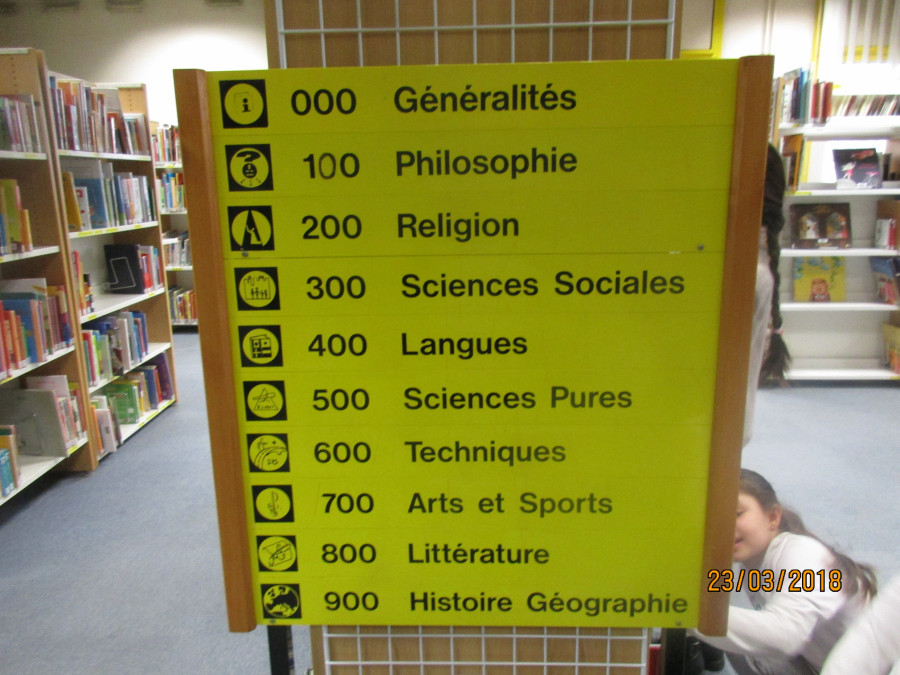 000 Généralités
100 Philosophie
200 Religion
300 Sciences Sociales
400 Langues
500 Sciences Pures
600 Techniques
700 Arts et Sports
800 Littérature
900 Histoire Géographie
23/03/2018